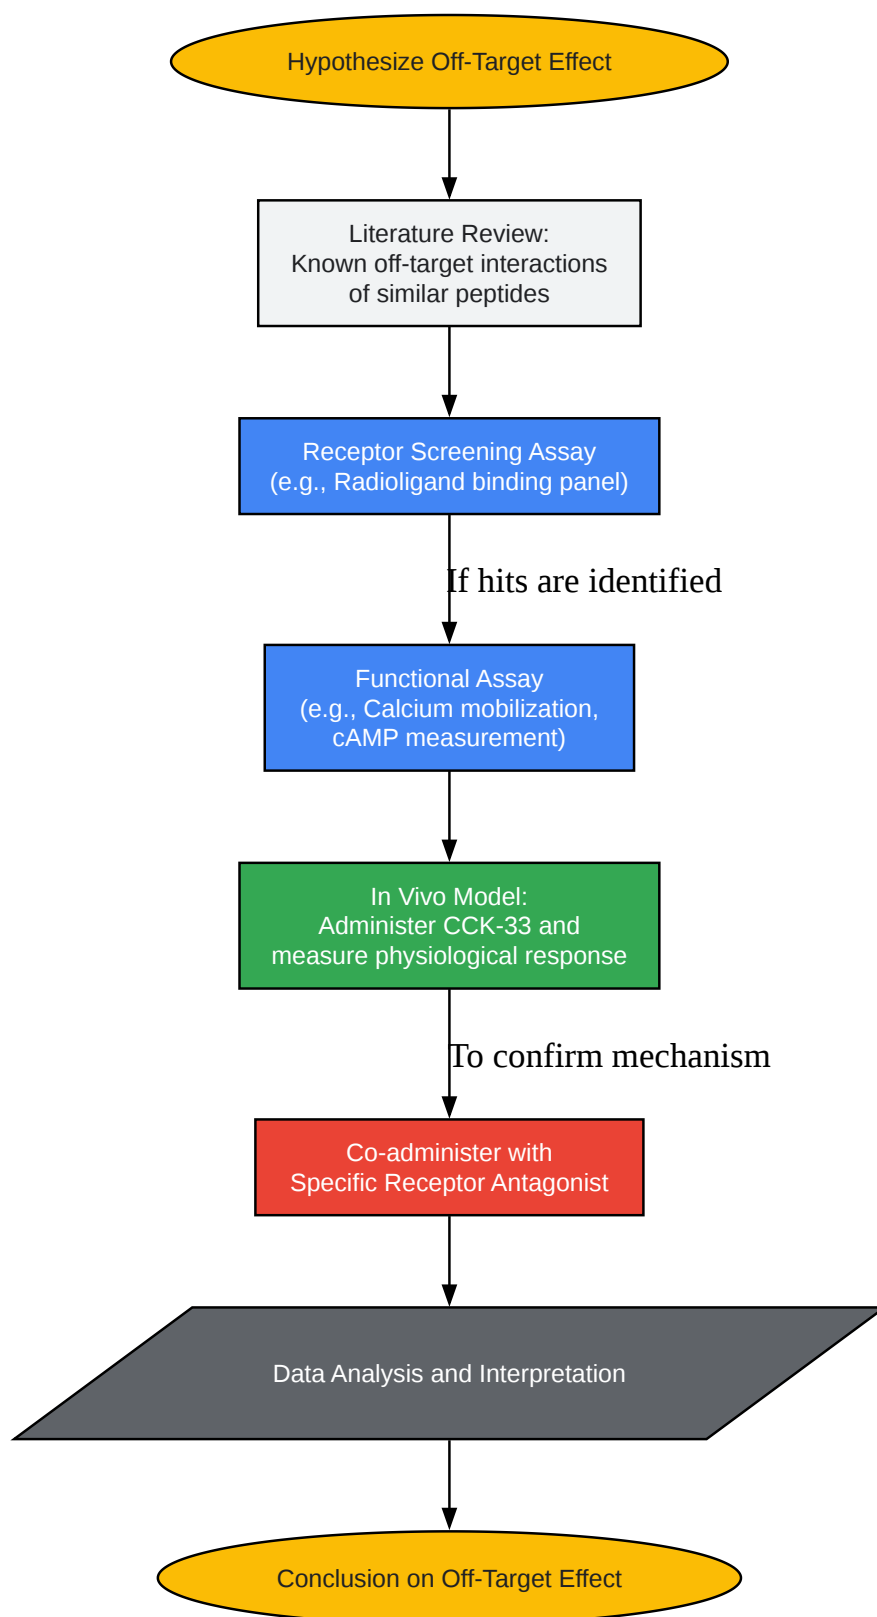 Hypothesize Off-Target Effect
Literature Review:
Known off-target interactions
of similar peptides
Receptor Screening Assay
(e.g., Radioligand binding panel)
If hits are identified
Functional Assay
(e.g., Calcium mobilization,
cAMP measurement)
In Vivo Model:
Administer CCK-33 and
measure physiological response
To confirm mechanism
Co-administer with
Specific Receptor Antagonist
Data Analysis and Interpretation
Conclusion on Off-Target Effect